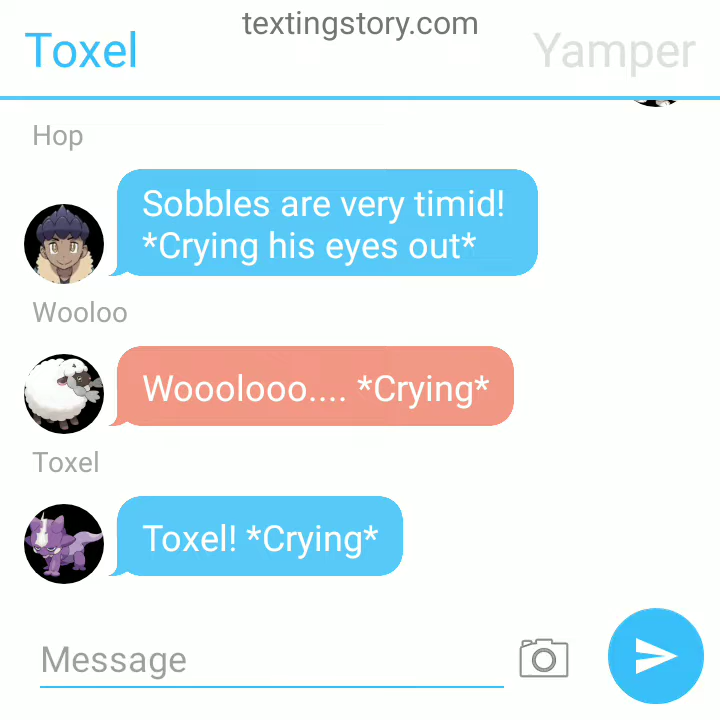 textingstory.com
Toxel
Yamper
Hop
Sobbles are very timid!
*Crying his eyes out*
Wooloo
Wooolooo.... *Crying*
Toxel
Toxel! *Crying*
Message